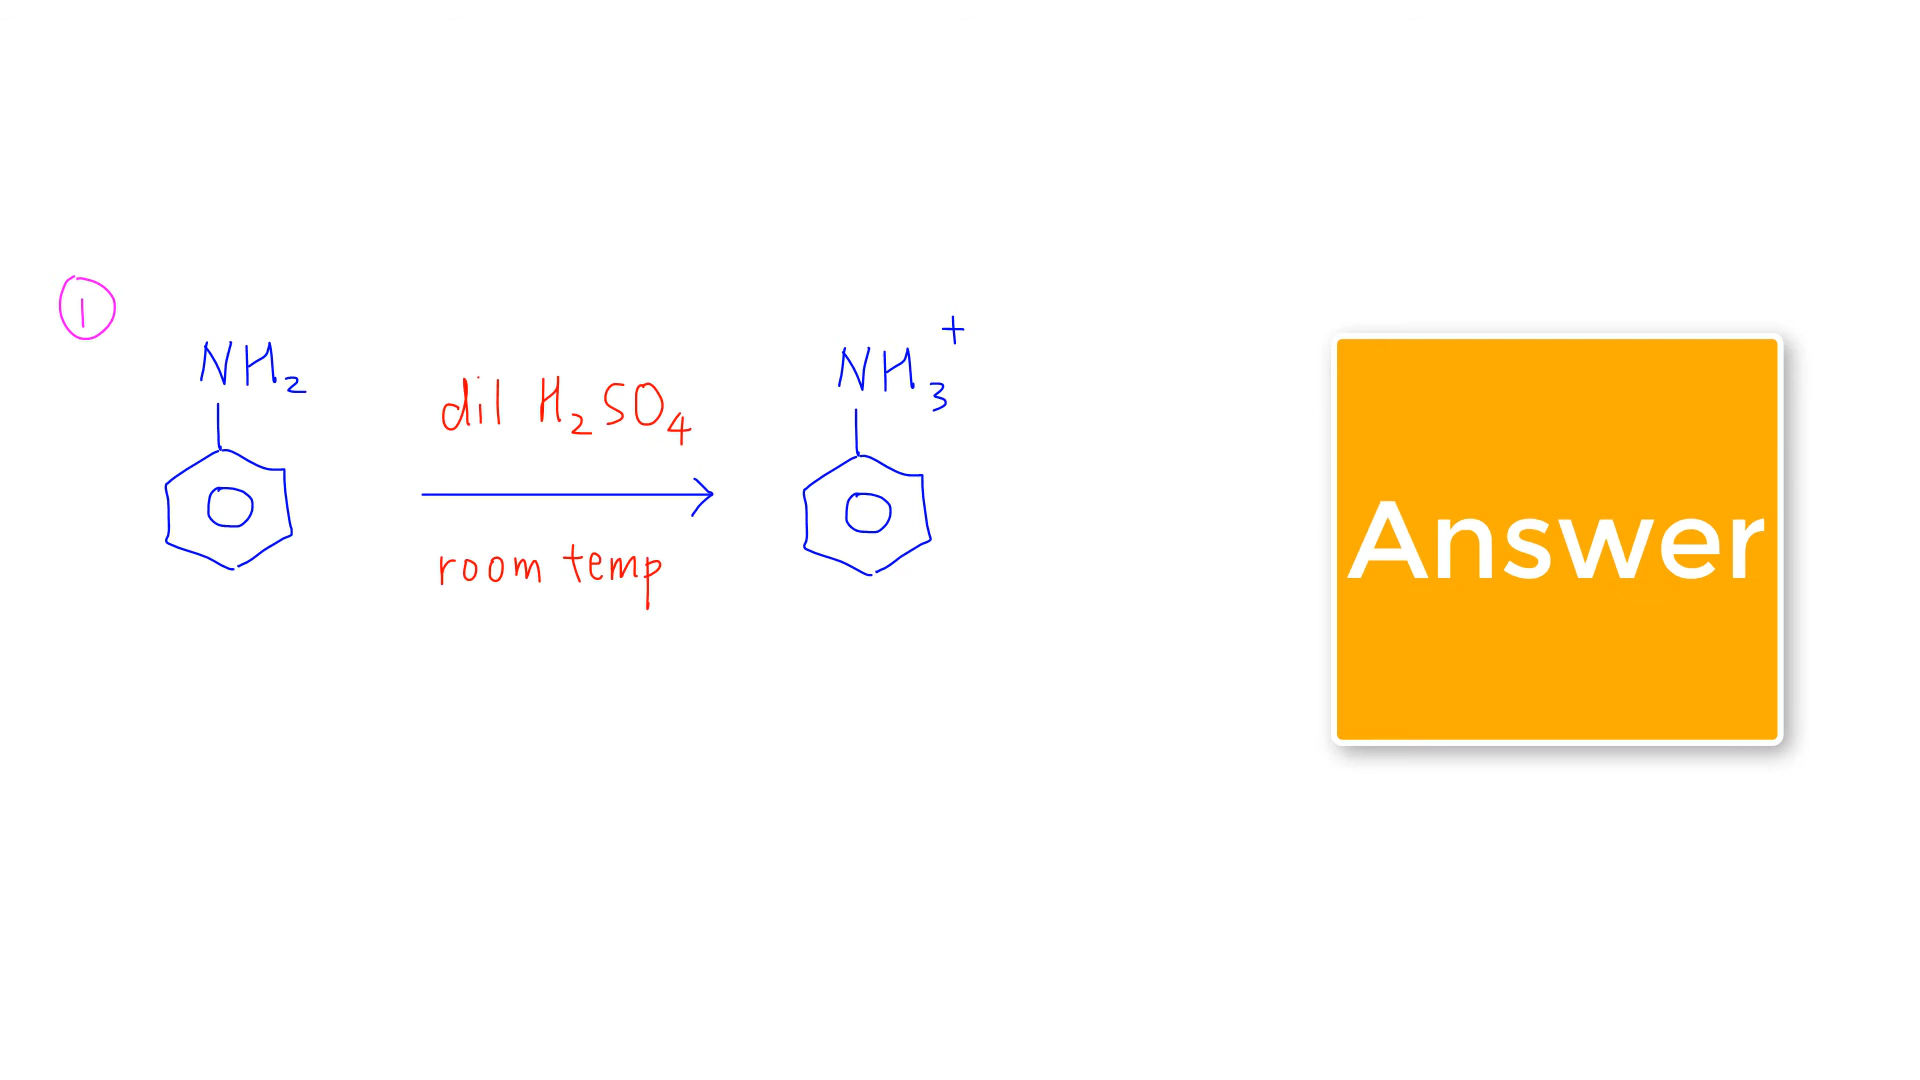 1
NH₂
dil H₂SO₄
room temp
NH₃⁺
Answer